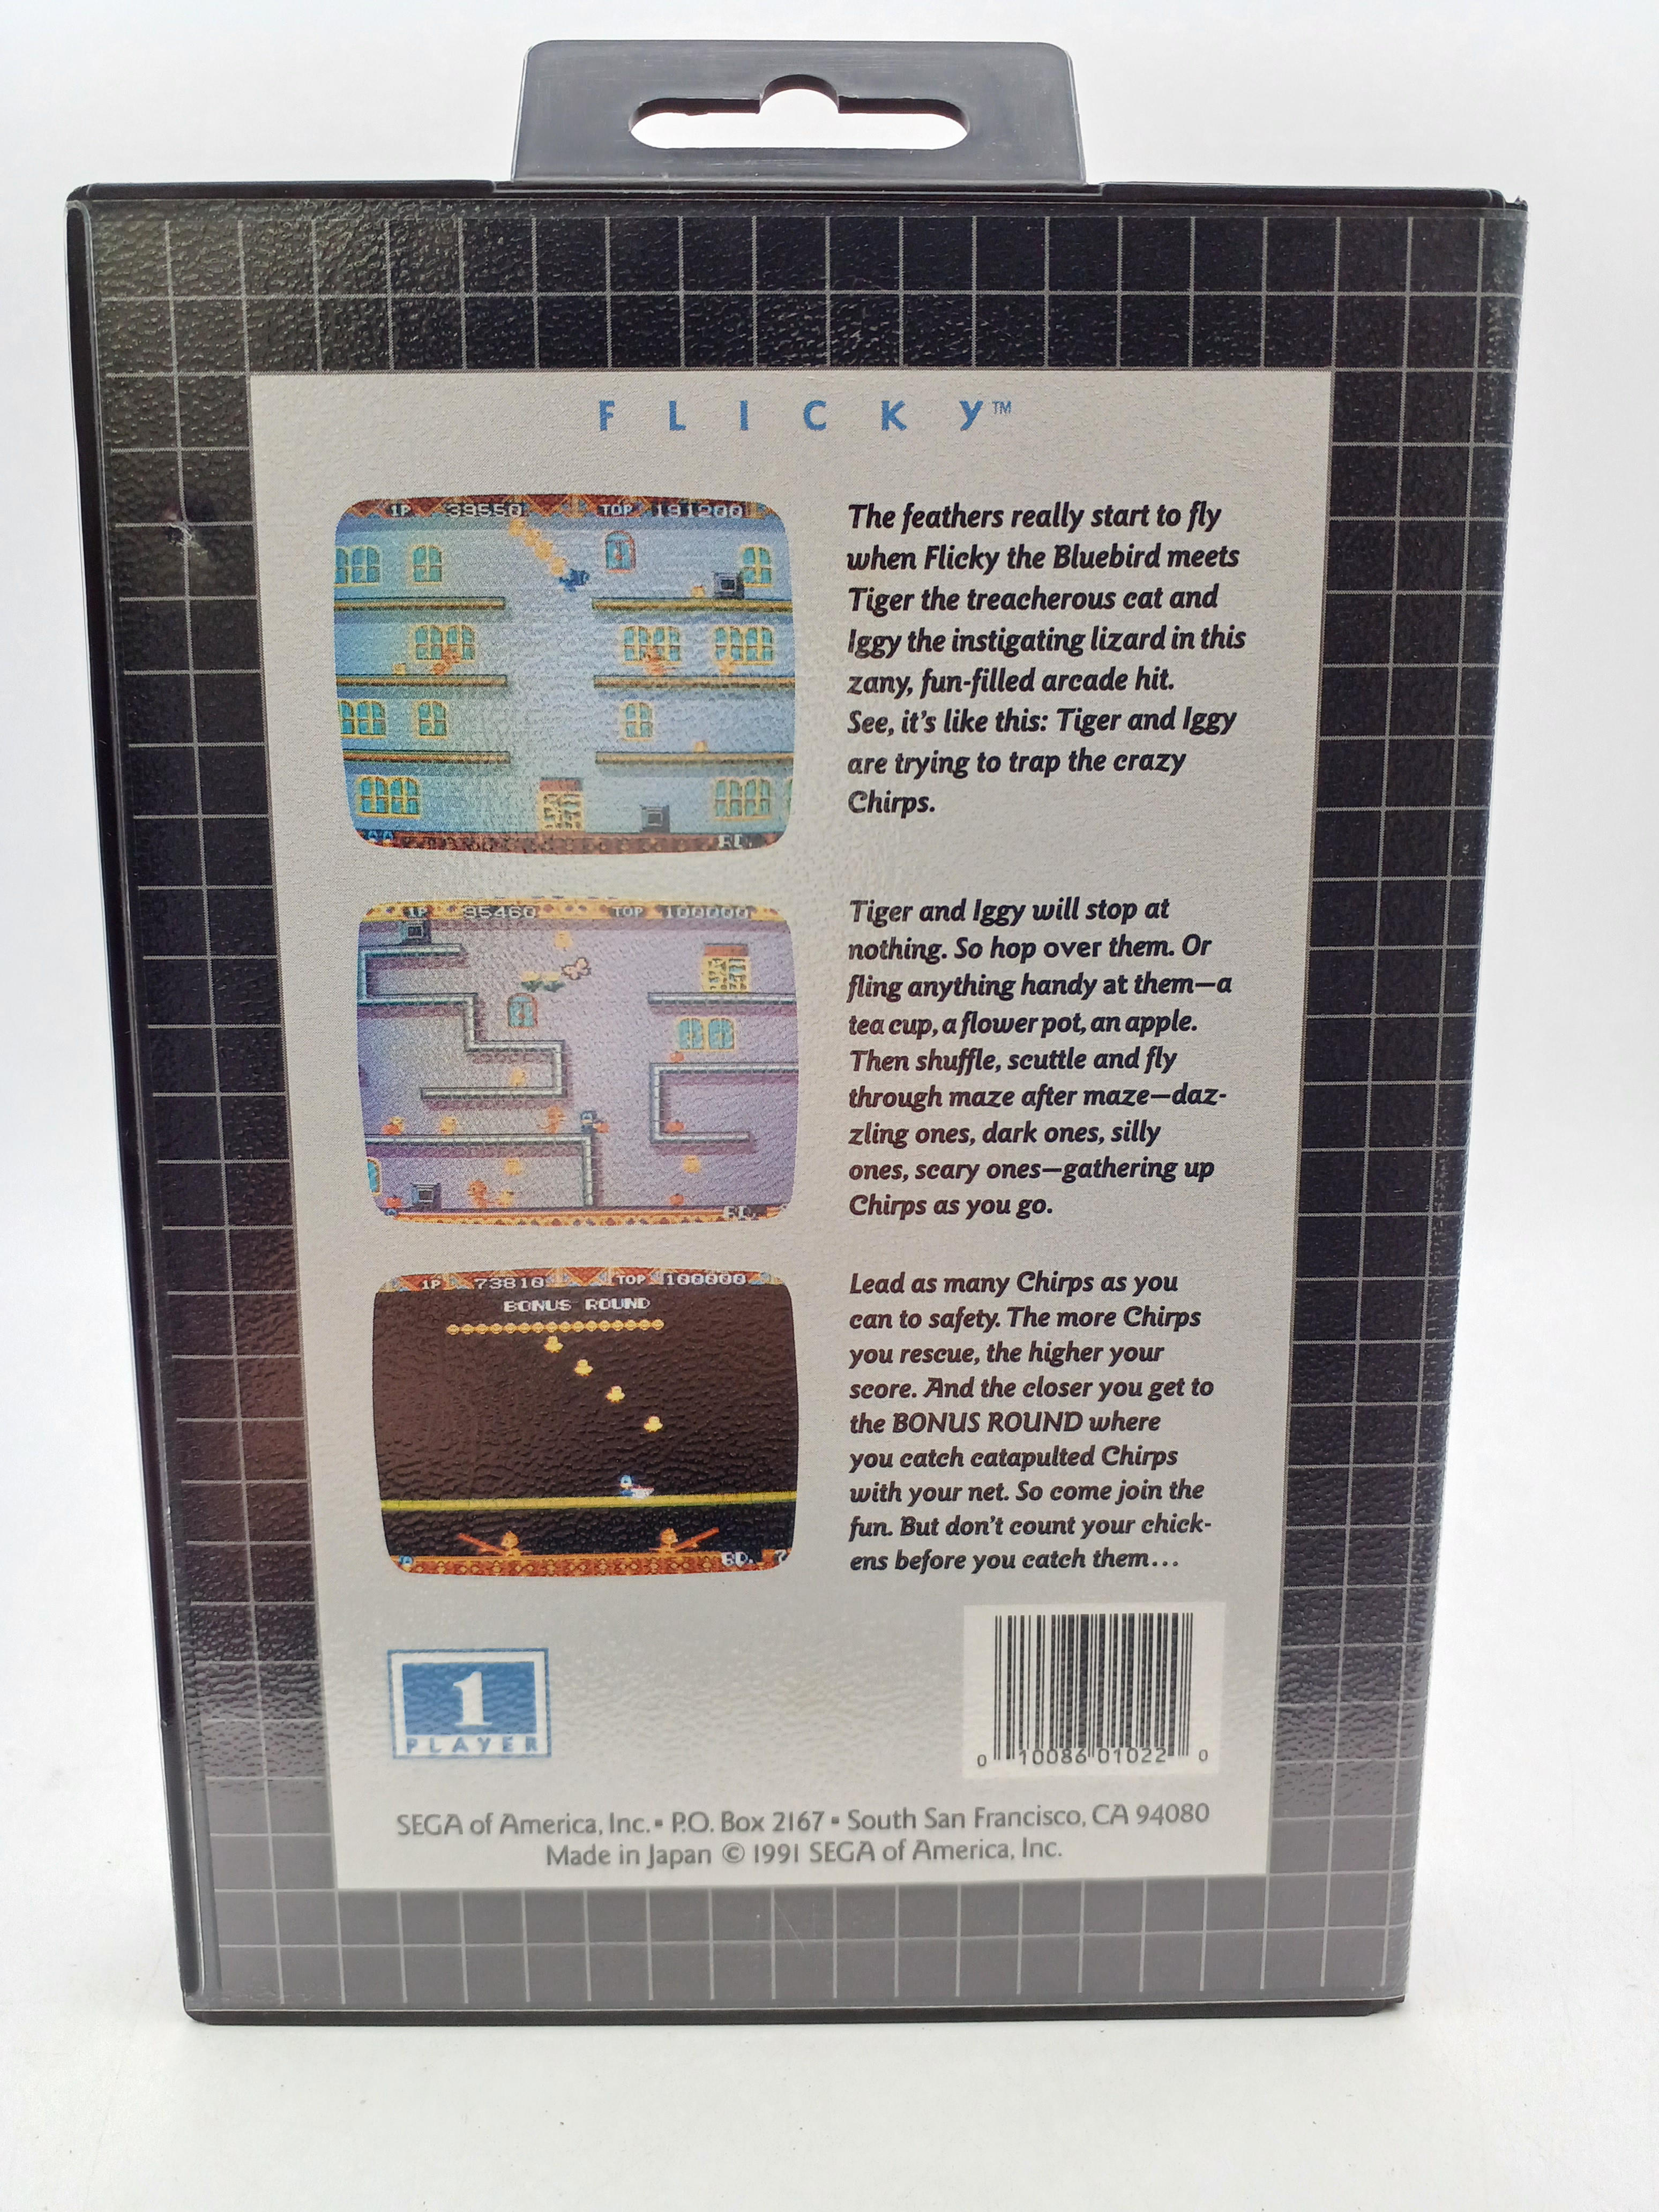 FLICKY™
1P 39550 TOP 191200
The feathers really start to fly
when Flicky the Bluebird meets
Tiger the treacherous cat and
Iggy the instigating lizard in this
zany, fun-filled arcade hit.
See, it's like this: Tiger and Iggy
are trying to trap the crazy
Chirps.
RD.
1P 95460 TOP 100000
Tiger and Iggy will stop at
nothing. So hop over them. Or
fling anything handy at them—a
tea cup, a flower pot, an apple.
Then shuffle, scuttle and fly
through maze after maze—daz-
zling ones, dark ones, silly
ones, scary ones—gathering up
Chirps as you go.
RD.
1P 73810 TOP 100000
BONUS ROUND
Lead as many Chirps as you
can to safety. The more Chirps
you rescue, the higher your
score. And the closer you get to
the BONUS ROUND where
you catch catapulted Chirps
with your net. So come join the
fun. But don't count your chick-
ens before you catch them...
RD. 7
1
PLAYER
0 10086 01022 0
SEGA of America, Inc. ▪ P.O. Box 2167 ▪ South San Francisco, CA 94080
Made in Japan © 1991 SEGA of America, Inc.